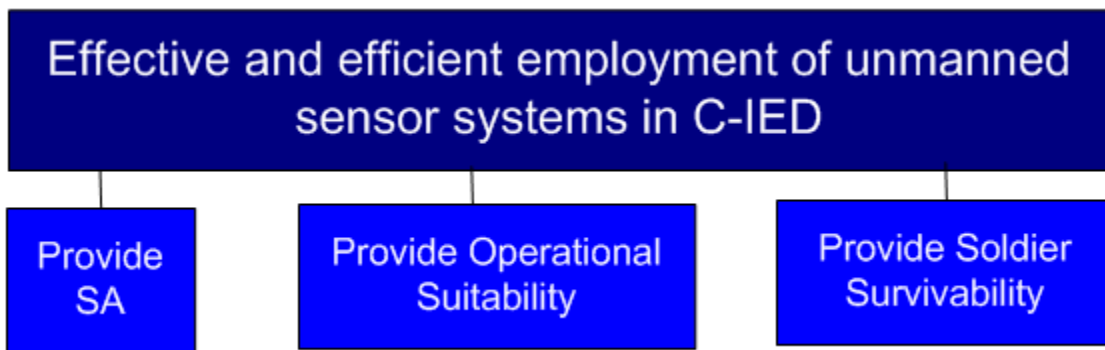 Effective and efficient employment of unmanned
sensor systems in C-IED
Provide
SA
Provide Operational
Suitability
Provide Soldier
Survivability